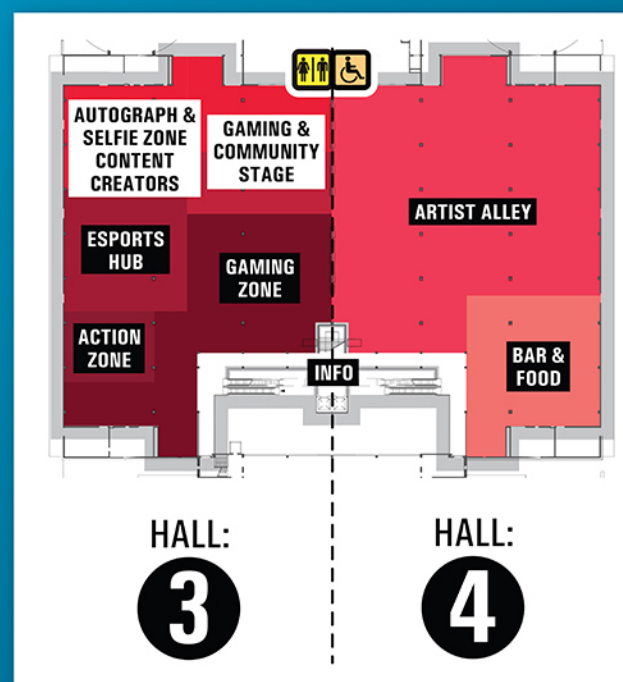 AUTOGRAPH &
SELFIE ZONE
CONTENT
CREATORS
GAMING &
COMMUNITY
STAGE
ARTIST ALLEY
ESPORTS
HUB
GAMING
ZONE
ACTION
ZONE
INFO
BAR &
FOOD
HALL:
3
HALL:
4